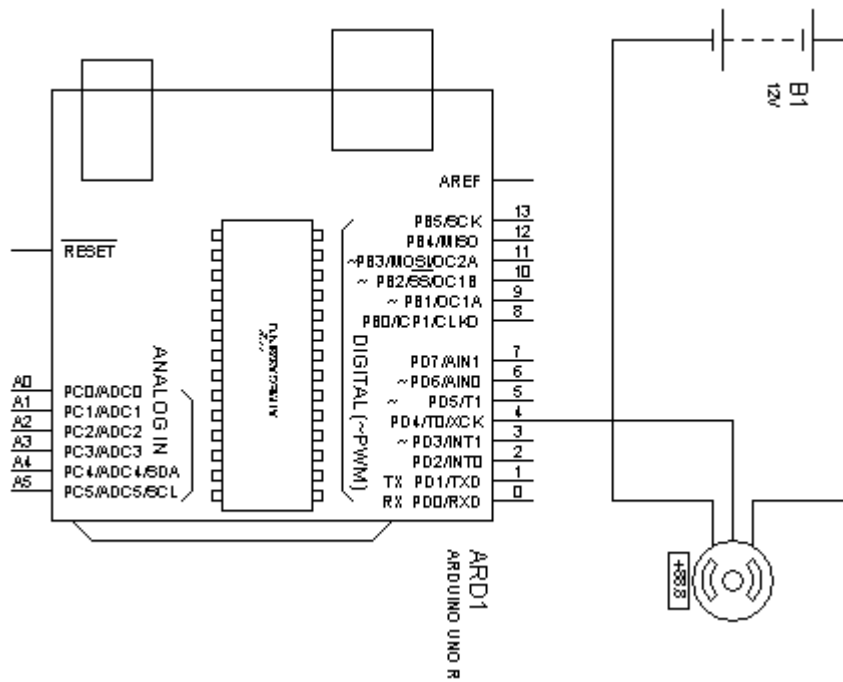 B1
12V
AREF
13
PB5/SCK
12
PB4/MISO
11
~PB3/MOSI/OC2A
10
~ PB2/SS/OC1B
9
~ PB1/OC1A
8
PB0/ICP1/CLKO
RESET
DIGITAL (~PWM)
ANALOG IN
7
PD7/AIN1
6
~PD6/AIN0
5
~ PD5/T1
4
PD4/T0/XCK
3
~PD3/INT1
2
PD2/INT0
1
TX PD1/TXD
0
RX PD0/RXD
A0
PC0/ADC0
A1
PC1/ADC1
A2
PC2/ADC2
A3
PC3/ADC3
A4
PC4/ADC4/SDA
A5
PC5/ADC5/SCL
ARD1
ARDUINO UNO R
+88.8